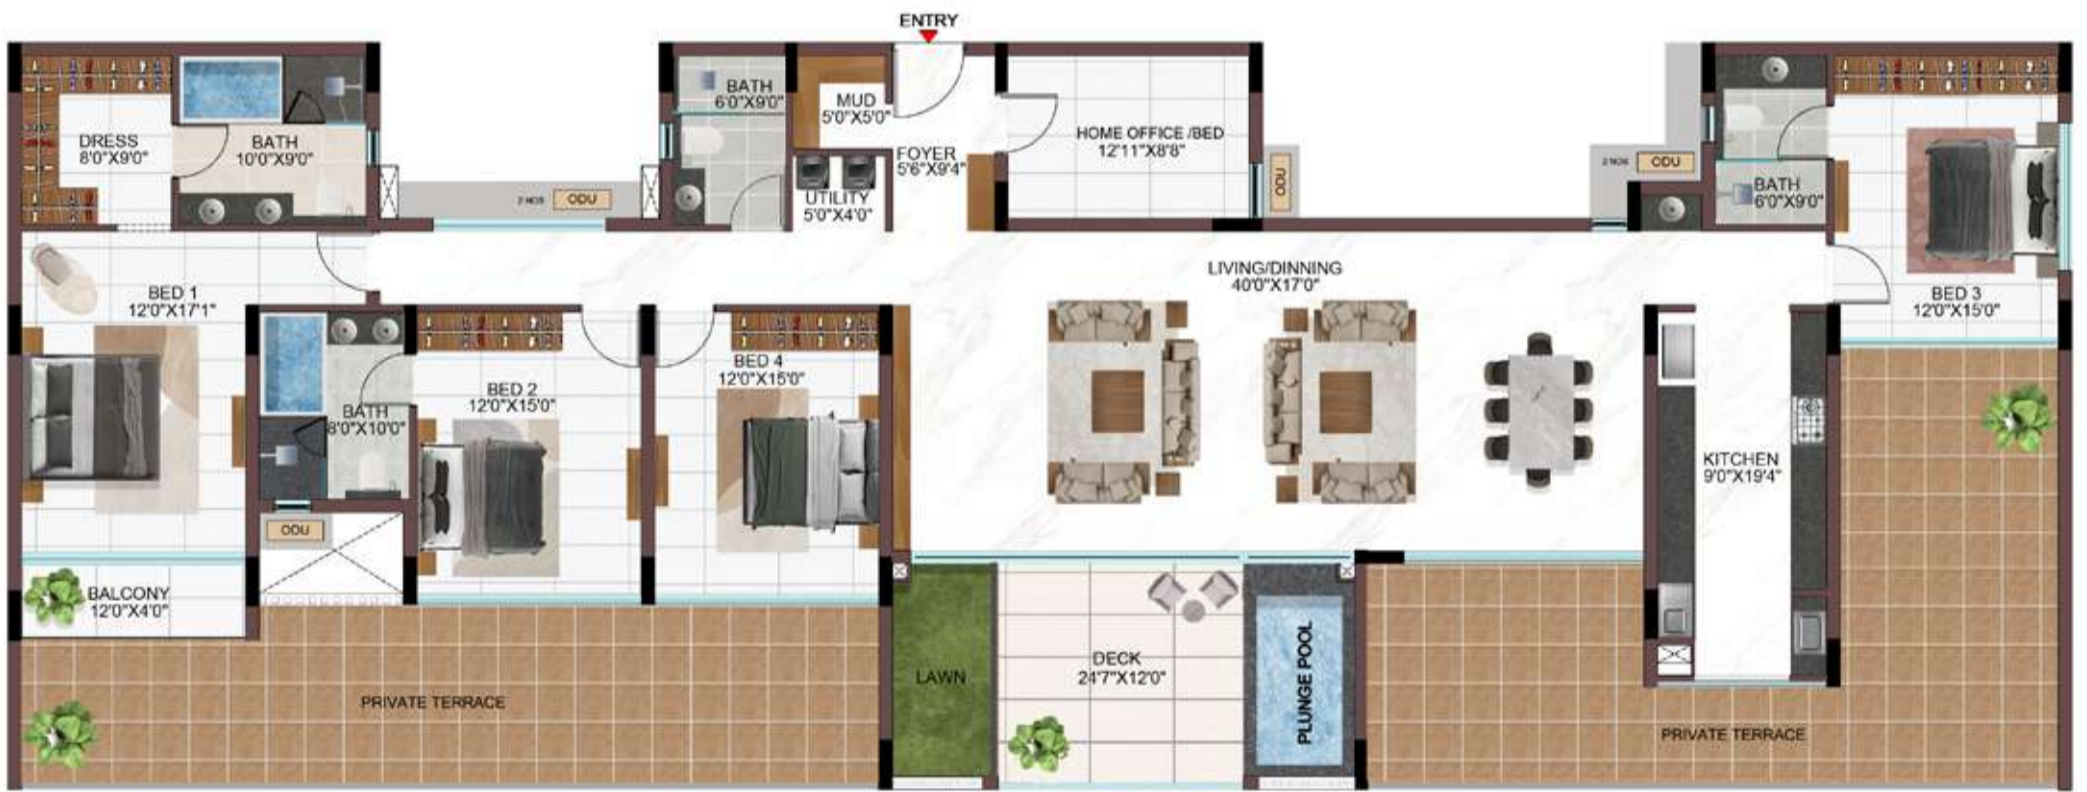 ENTRY
DRESS
8'0"X9'0"
BATH
10'0"X9'0"
2 NOS
ODU
BATH
6'0"X9'0"
MUD
5'0"X5'0"
FOYER
5'6"X9'4"
UTILITY
5'0"X4'0"
HOME OFFICE /BED
12'11"X8'8"
ODU
2 NOS
ODU
BATH
6'0"X9'0"
BED 1
12'0"X17'1"
LIVING/DINNING
40'0"X17'0"
BED 3
12'0"X15'0"
BATH
8'0"X10'0"
BED 2
12'0"X15'0"
BED 4
12'0"X15'0"
KITCHEN
9'0"X19'4"
ODU
BALCONY
12'0"X4'0"
PRIVATE TERRACE
LAWN
DECK
24'7"X12'0"
PLUNGE POOL
PRIVATE TERRACE